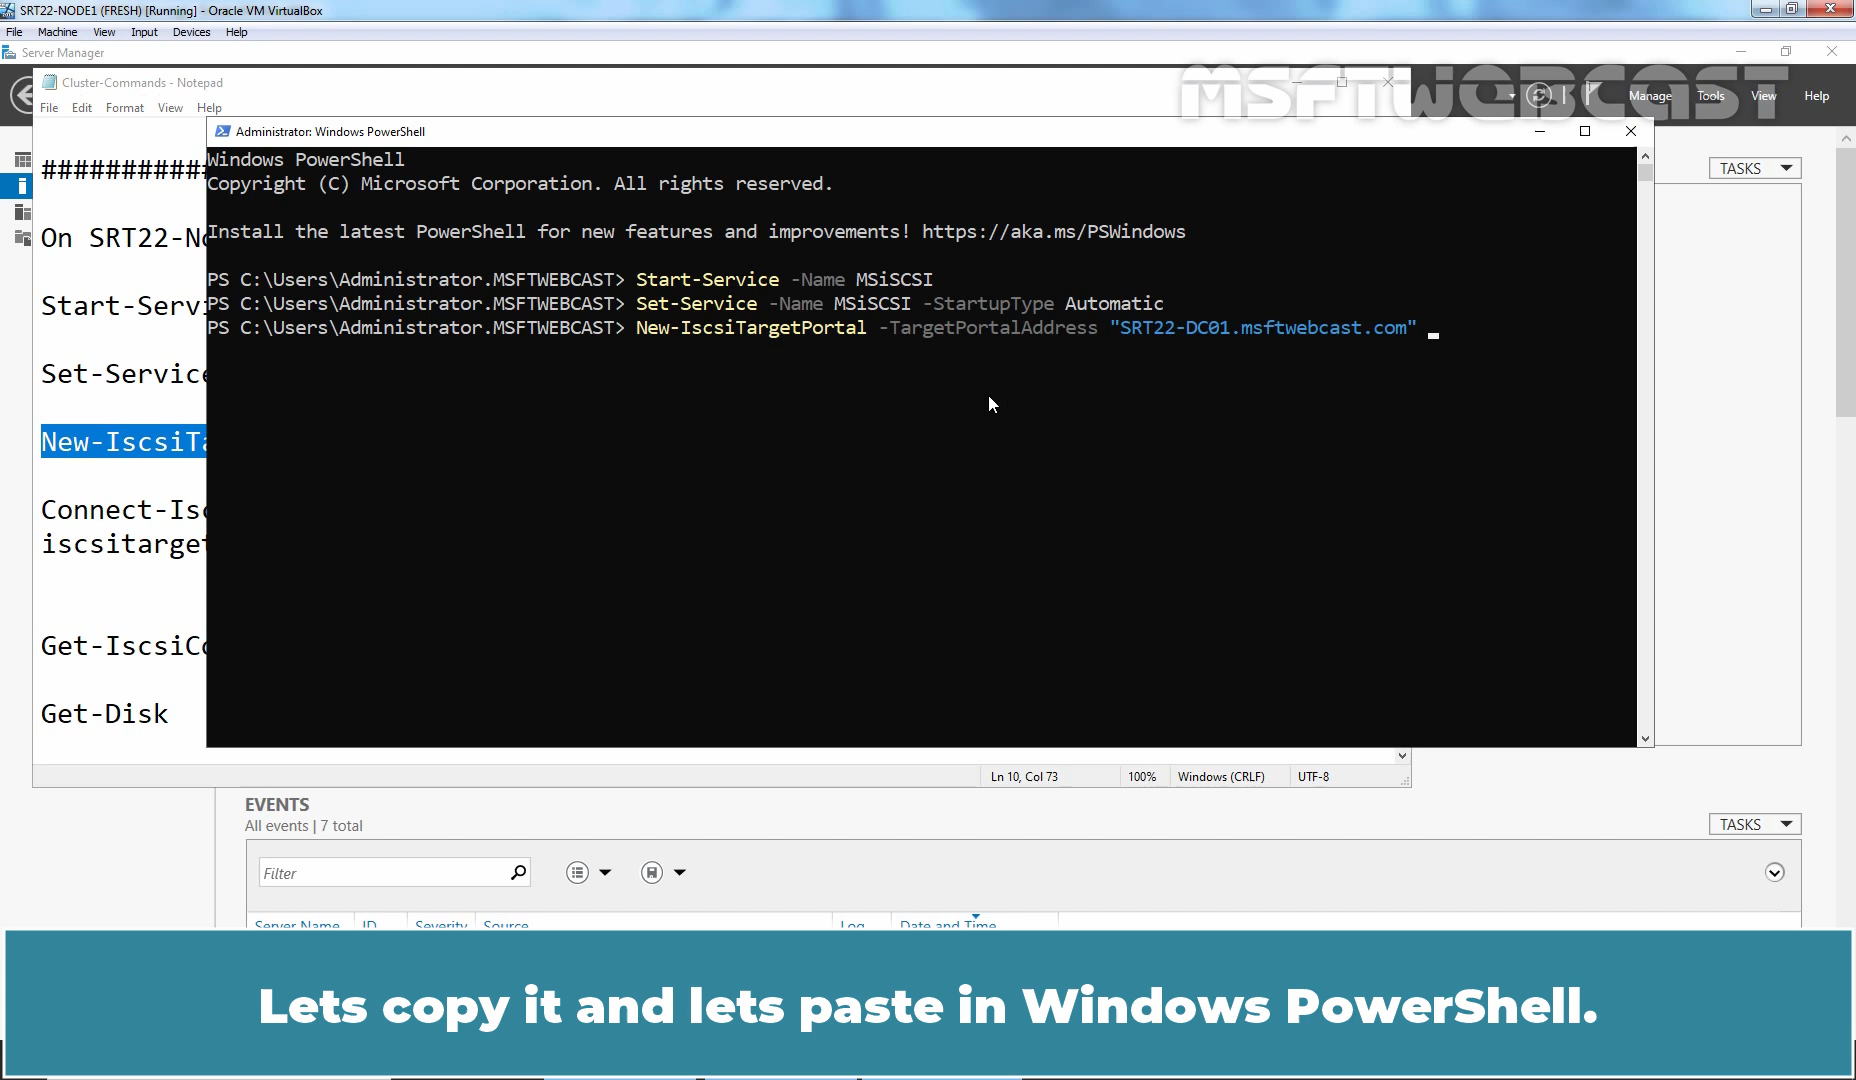 SRT22-NODE1 (FRESH) [Running] - Oracle VM VirtualBox
File Machine View Input Devices Help
Server Manager
Cluster-Commands - Notepad
MSFTWEBCAST
Manage Tools View Help
File Edit Format View Help
Administrator: Windows PowerShell
Windows PowerShell
Copyright (C) Microsoft Corporation. All rights reserved.
Install the latest PowerShell for new features and improvements! https://aka.ms/PSWindows
PS C:\Users\Administrator.MSFTWEBCAST> Start-Service -Name MSiSCSI
PS C:\Users\Administrator.MSFTWEBCAST> Set-Service -Name MSiSCSI -StartupType Automatic
PS C:\Users\Administrator.MSFTWEBCAST> New-IscsiTargetPortal -TargetPortalAddress "SRT22-DC01.msftwebcast.com"
###########
On SRT22-No
Start-Servi
Set-Service
New-IscsiTa
Connect-Isc
iscsitarget
Get-IscsiCo
Get-Disk
TASKS
Ln 10, Col 73 100% Windows (CRLF) UTF-8
EVENTS
All events | 7 total
TASKS
Filter
Server Name ID Severity Source Log Date and Time
Lets copy it and lets paste in Windows PowerShell.